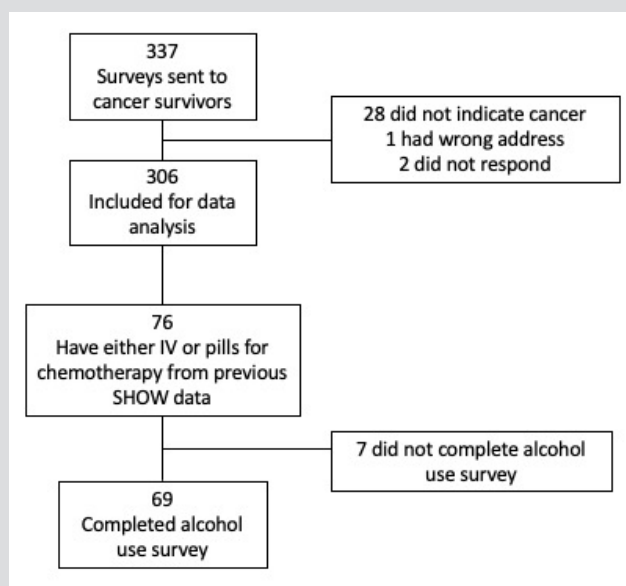 337
Surveys sent to
cancer survivors
28 did not indicate cancer
1 had wrong address
2 did not respond
306
Included for data
analysis
76
Have either IV or pills for
chemotherapy from previous
SHOW data
7 did not complete alcohol
use survey
69
Completed alcohol
use survey